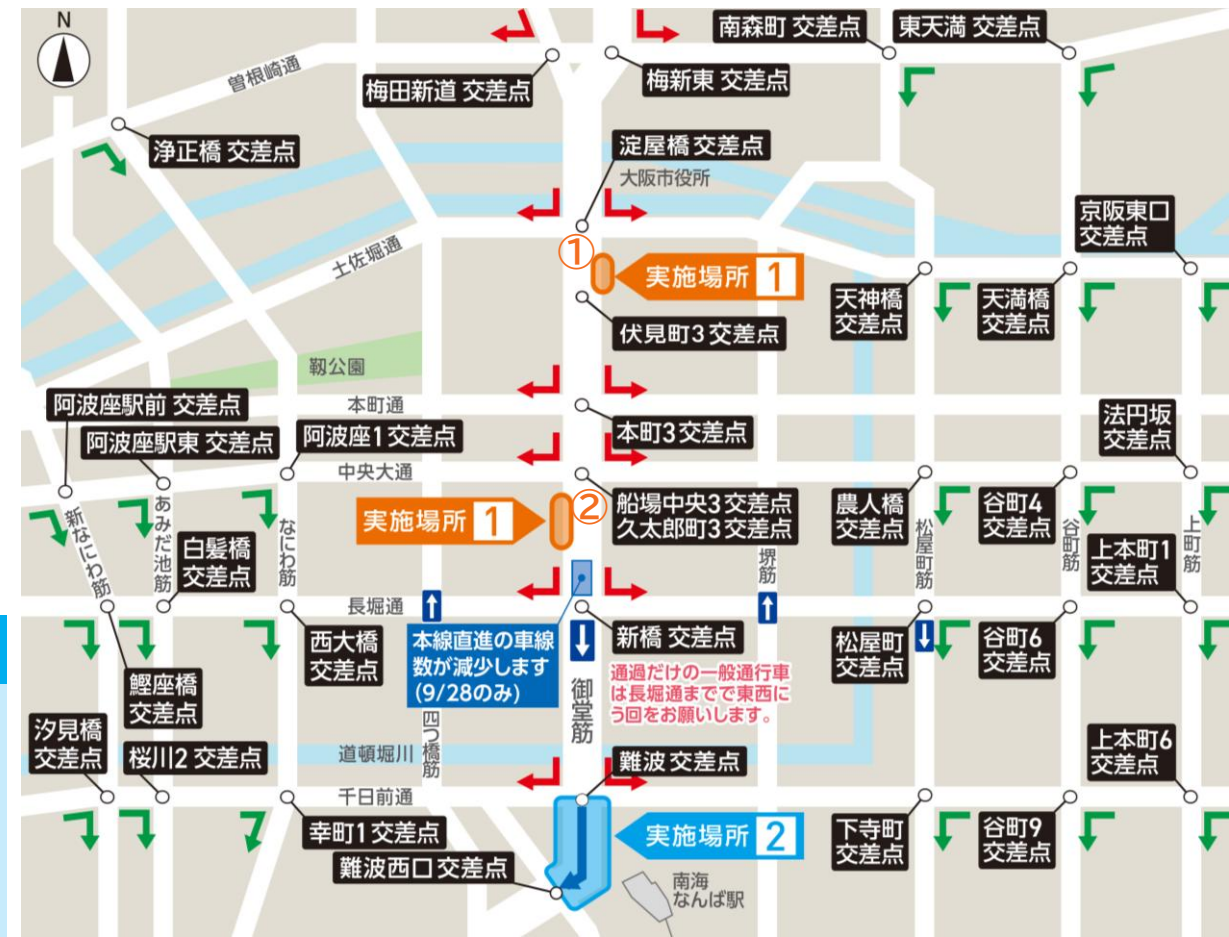 N
南森町 交差点
東天満 交差点
曽根崎通
梅田新道 交差点
梅新東 交差点
浄正橋 交差点
淀屋橋 交差点
大阪市役所
京阪東口
交差点
土佐堀通
①
実施場所 1
天神橋
交差点
天満橋
交差点
伏見町3 交差点
靱公園
阿波座駅前 交差点
本町通
法円坂
交差点
阿波座駅東 交差点
阿波座1 交差点
本町3 交差点
中央大通
実施場所 1
②
船場中央3 交差点
久太郎町3 交差点
農人橋
交差点
谷町4
交差点
新なにわ筋
あみだ池筋
なにわ筋
堺筋
松屋町筋
谷町筋
上町筋
白髪橋
交差点
上本町1
交差点
長堀通
西大橋
交差点
本線直進の車線
数が減少します
(9/28のみ)
新橋 交差点
松屋町
交差点
谷町6
交差点
通過だけの一般通行車
は長堀通までで東西に
う回をお願いします。
鰹座橋
交差点
御堂筋
四つ橋筋
汐見橋
交差点
桜川2 交差点
道頓堀川
難波 交差点
上本町6
交差点
千日前通
幸町1 交差点
実施場所 2
下寺町
交差点
谷町9
交差点
難波西口 交差点
南海
なんば駅